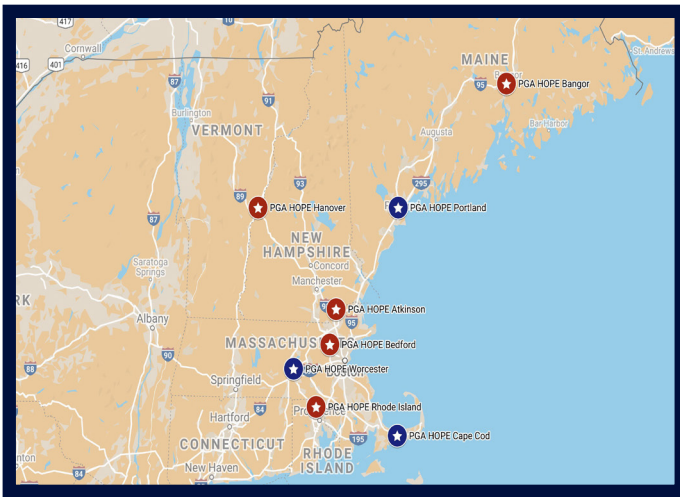 417
10
Cornwall
St. Andrews
MAINE
416
401
87
95
PGA HOPE Bangor
91
Burlington
Bar Harbor
VERMONT
Augusta
93
89
295
PGA HOPE Hanover
PGA HOPE Portland
87
NEW
HAMPSHIRE
Saratoga
Springs
Concord
Manchester
RK
PGA HOPE Atkinson
Albany
95
MASSACHUS
PGA HOPE Bedford
90
88
PGA HOPE Worcester
Boston
Springfield
84
PGA HOPE Rhode Island
Hartford
CONNECTICUT
195
PGA HOPE Cape Cod
RHODE
ISLAND
nton
84
New Haven